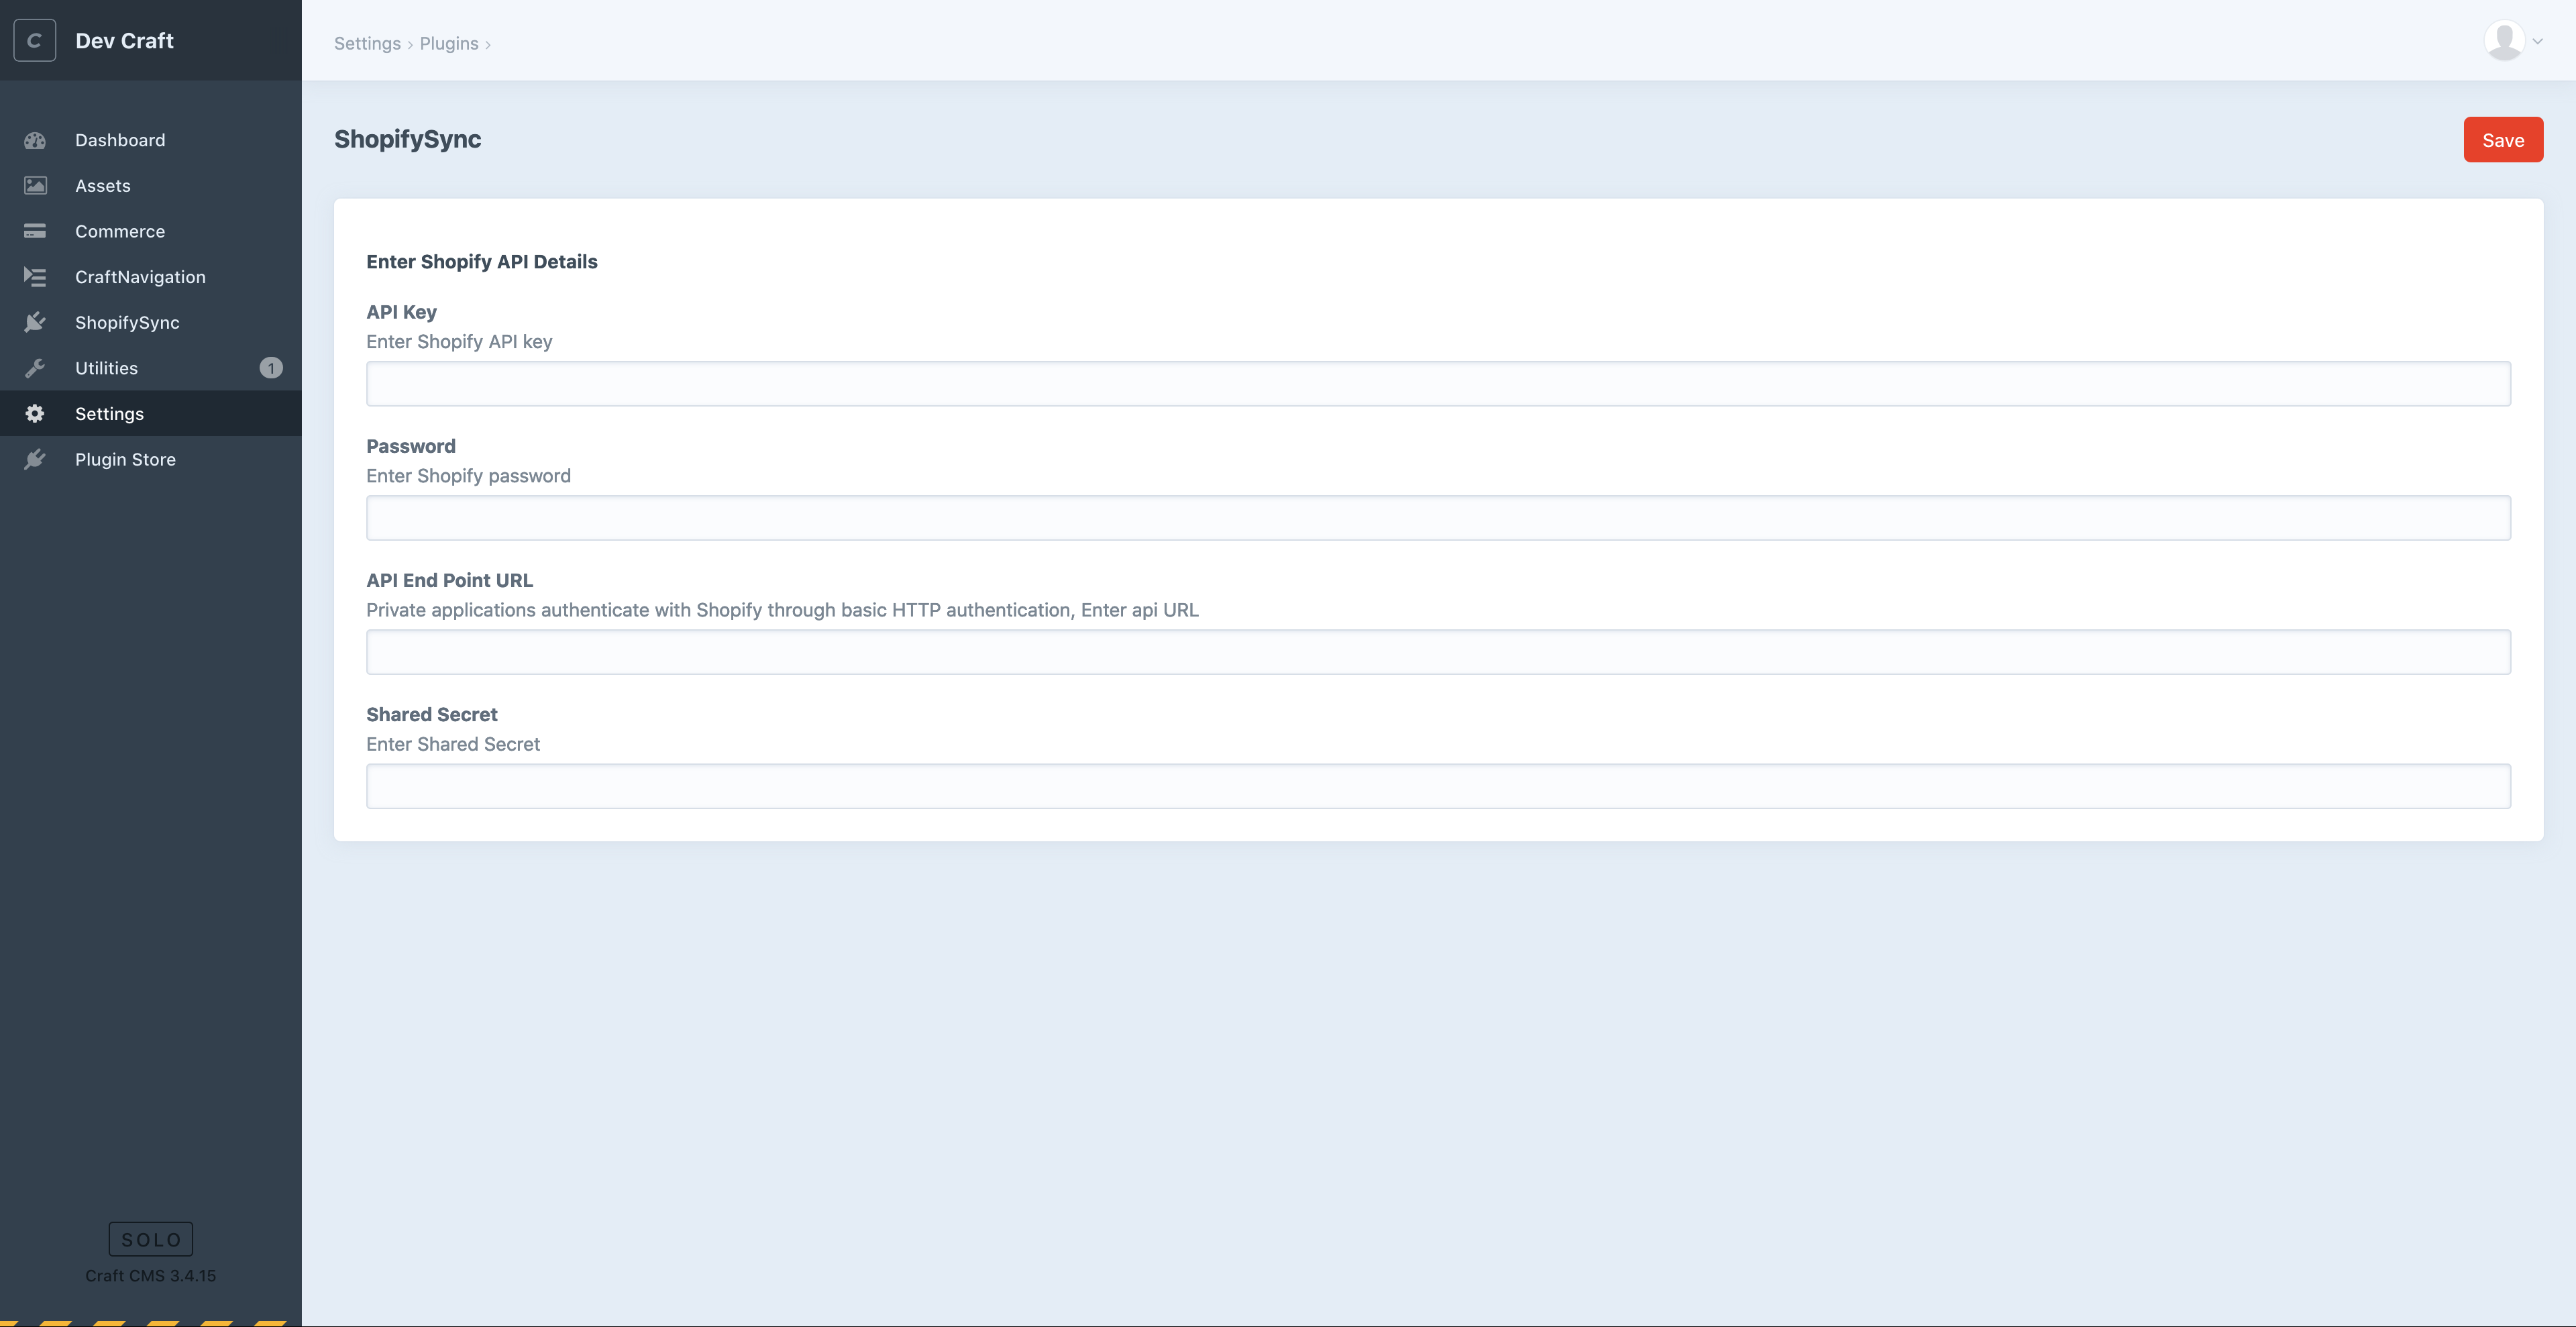 C
Dev Craft
Settings › Plugins ›
Dashboard
Assets
Commerce
CraftNavigation
ShopifySync
Utilities 1
Settings
Plugin Store
SOLO
Craft CMS 3.4.15
ShopifySync
Save
Enter Shopify API Details
API Key
Enter Shopify API key
Password
Enter Shopify password
API End Point URL
Private applications authenticate with Shopify through basic HTTP authentication, Enter api URL
Shared Secret
Enter Shared Secret